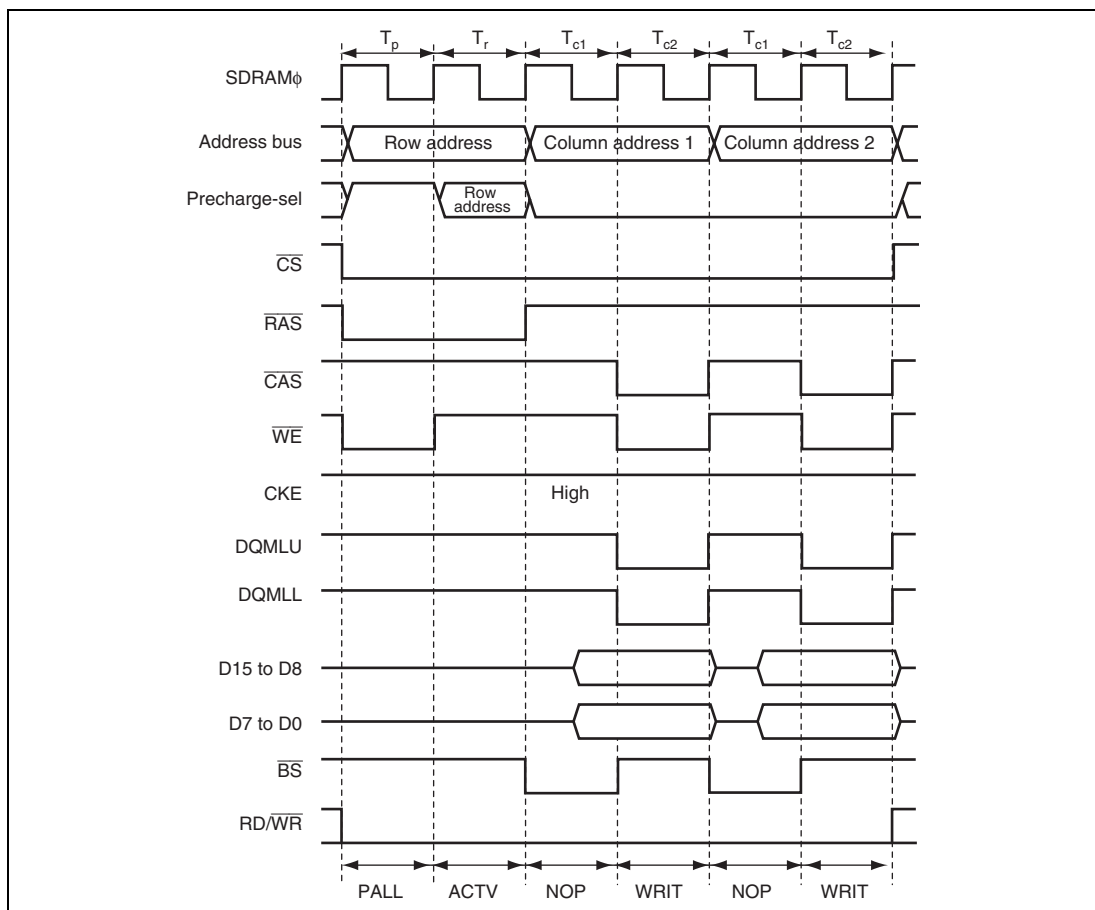 Tp Tr Tc1 Tc2 Tc1 Tc2
SDRAMϕ
Address bus Row address Column address 1 Column address 2
Precharge-sel Row
address
CS
RAS
CAS
WE
CKE High
DQMLU
DQMLL
D15 to D8
D7 to D0
BS
RD/WR
PALL ACTV NOP WRIT NOP WRIT